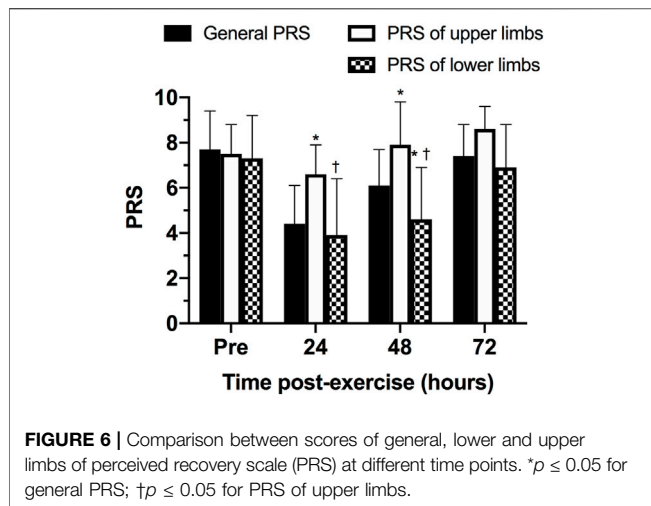 General PRS
PRS of upper limbs
PRS of lower limbs
10
8
6
4
2
0
PRS
*
†
*
* †
Pre 24 48 72
Time post-exercise (hours)
FIGURE 6 | Comparison between scores of general, lower and upper
limbs of perceived recovery scale (PRS) at different time points. *p ≤ 0.05 for
general PRS; †p ≤ 0.05 for PRS of upper limbs.